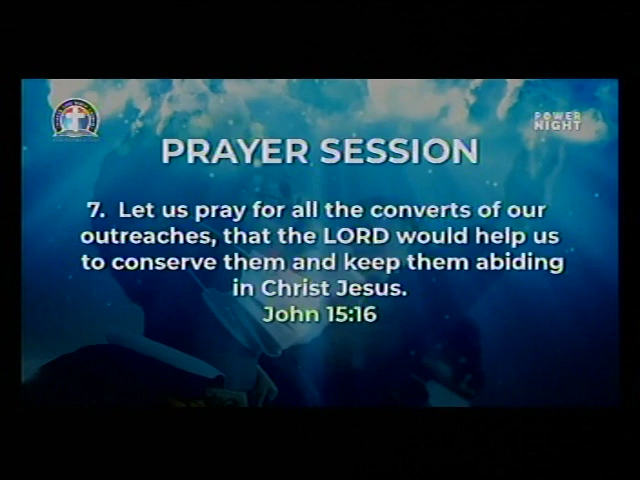 POWER
NIGHT
PRAYER SESSION
7. Let us pray for all the converts of our
outreaches, that the LORD would help us
to conserve them and keep them abiding
in Christ Jesus.
John 15:16